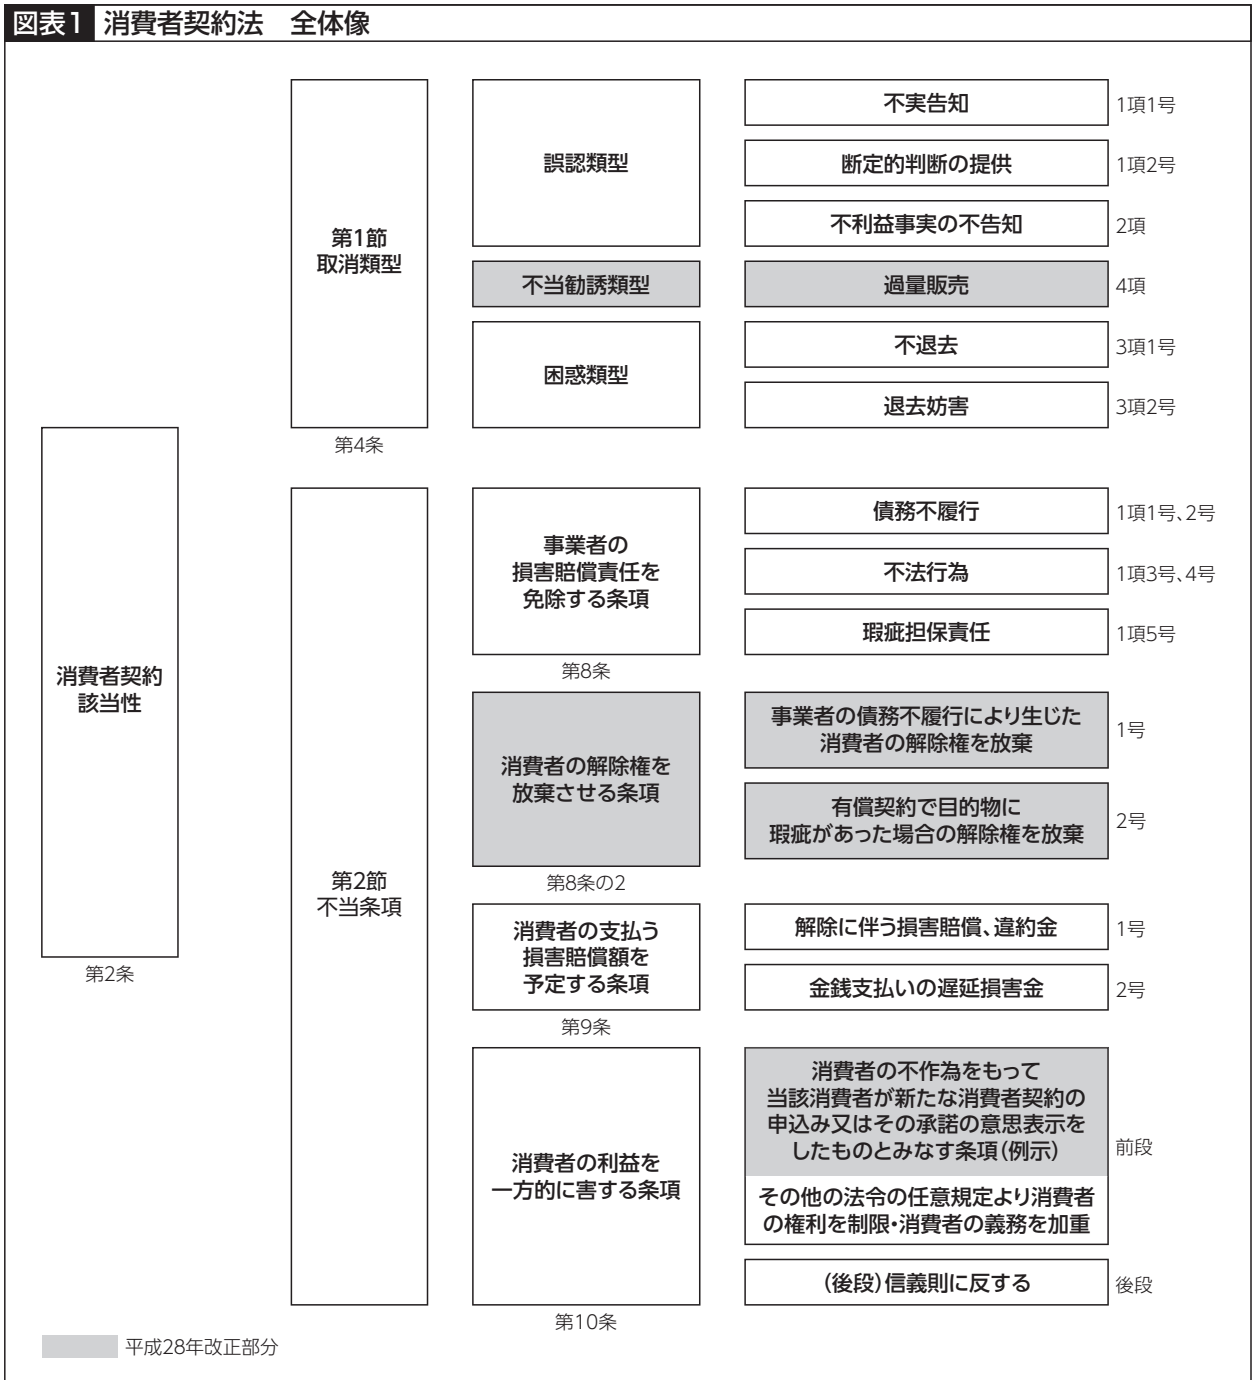 図表1 消費者契約法 全体像
第1節
取消類型
第4条
誤認類型
不実告知 1項1号
断定的判断の提供 1項2号
不利益事実の不告知 2項
不当勧誘類型
過量販売 4項
困惑類型
不退去 3項1号
退去妨害 3項2号
消費者契約
該当性
第2条
第2節
不当条項
事業者の
損害賠償責任を
免除する条項
第8条
債務不履行 1項1号、2号
不法行為 1項3号、4号
瑕疵担保責任 1項5号
消費者の解除権を
放棄させる条項
第8条の2
事業者の債務不履行により生じた
消費者の解除権を放棄
1号
有償契約で目的物に
瑕疵があった場合の解除権を放棄
2号
消費者の支払う
損害賠償額を
予定する条項
第9条
解除に伴う損害賠償、違約金 1号
金銭支払いの遅延損害金 2号
消費者の利益を
一方的に害する条項
第10条
消費者の不作為をもって
当該消費者が新たな消費者契約の
申込み又はその承諾の意思表示を
したものとみなす条項(例示)
その他の法令の任意規定より消費者
の権利を制限・消費者の義務を加重
前段
(後段)信義則に反する 後段
平成28年改正部分